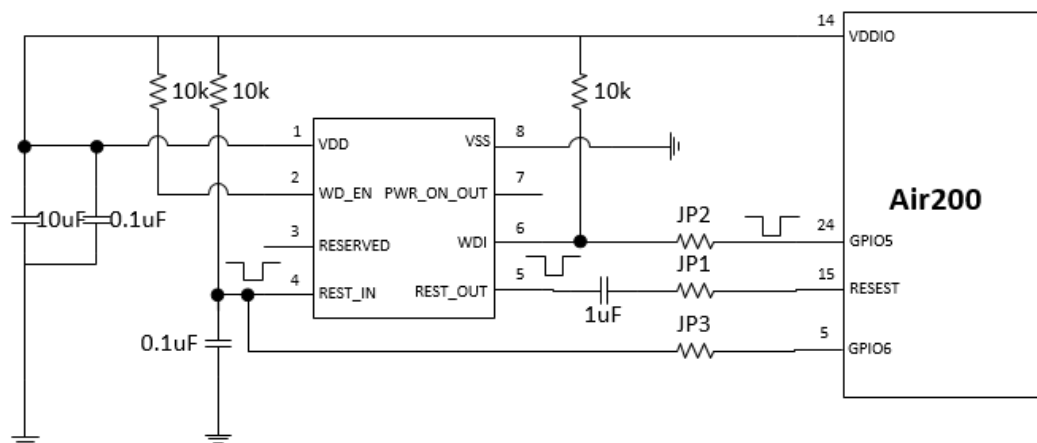 14
VDDIO
10k
10k
10k
1
VDD
VSS
8
2
WD_EN
PWR_ON_OUT
7
Air200
10uF
0.1uF
3
RESERVED
WDI
6
JP2
24
GPIO5
4
REST_IN
REST_OUT
5
1uF
JP1
15
RESEST
0.1uF
JP3
5
GPIO6